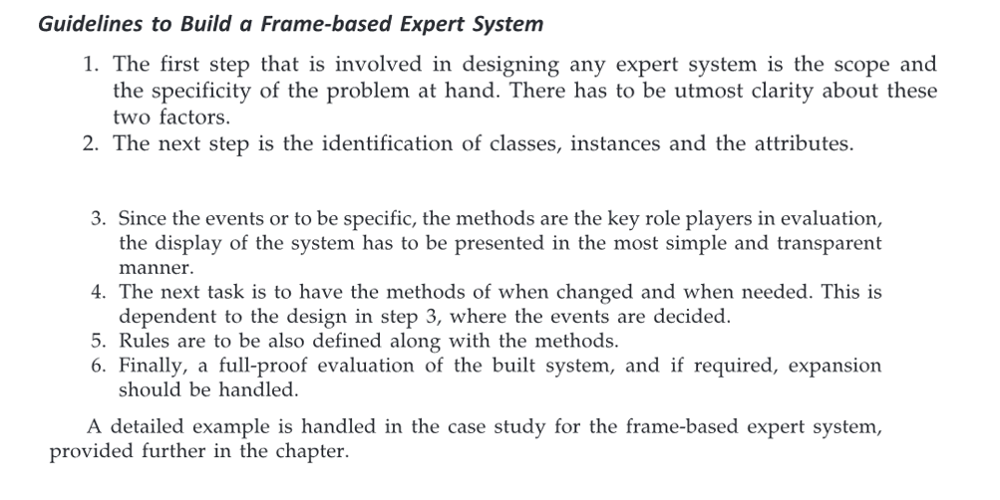 Guidelines to Build a Frame-based Expert System
1. The first step that is involved in designing any expert system is the scope and
the specificity of the problem at hand. There has to be utmost clarity about these
two factors.
2. The next step is the identification of classes, instances and the attributes.
3. Since the events or to be specific, the methods are the key role players in evaluation,
the display of the system has to be presented in the most simple and transparent
manner.
4. The next task is to have the methods of when changed and when needed. This is
dependent to the design in step 3, where the events are decided.
5. Rules are to be also defined along with the methods.
6. Finally, a full-proof evaluation of the built system, and if required, expansion
should be handled.
A detailed example is handled in the case study for the frame-based expert system,
provided further in the chapter.